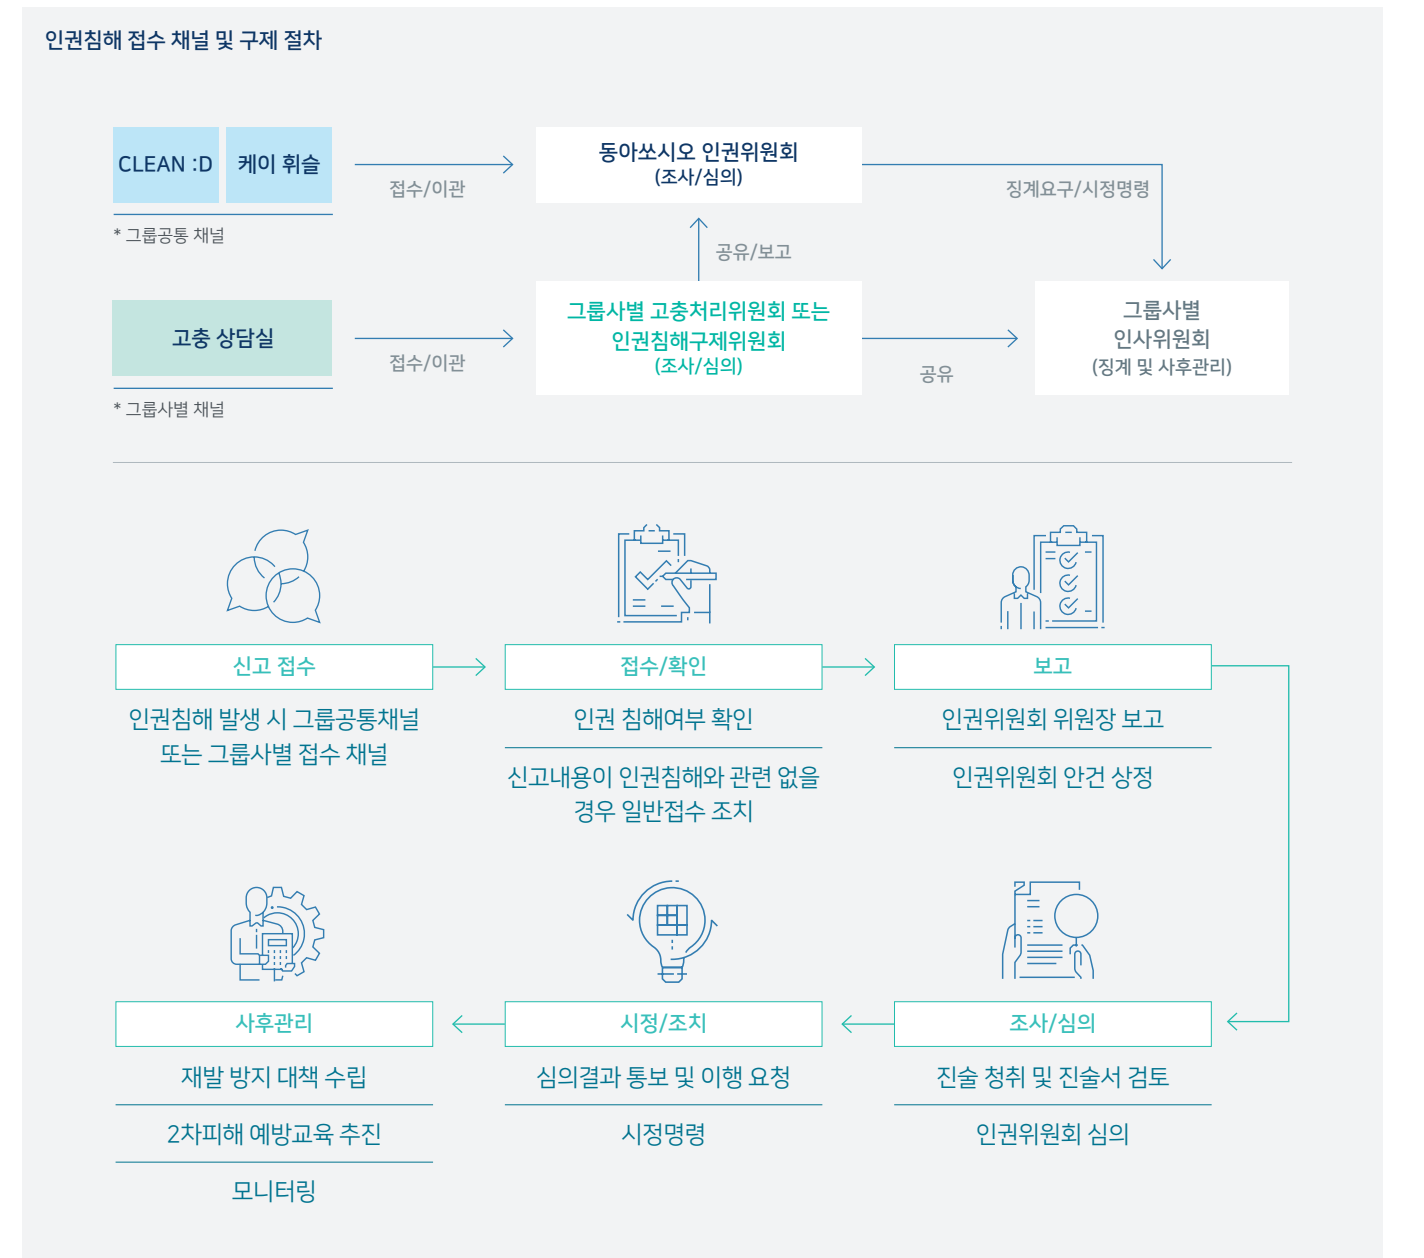 인권침해 접수 채널 및 구제 절차
CLEAN :D
케이 휘슬
접수/이관
동아쏘시오 인권위원회
(조사/심의)
징계요구/시정명령
* 그룹공통 채널
공유/보고
고충 상담실
접수/이관
그룹사별 고충처리위원회 또는
인권침해구제위원회
(조사/심의)
공유
그룹사별
인사위원회
(징계 및 사후관리)
* 그룹사별 채널
신고 접수
인권침해 발생 시 그룹공통채널
또는 그룹사별 접수 채널
접수/확인
인권 침해여부 확인
신고내용이 인권침해와 관련 없을
경우 일반접수 조치
보고
인권위원회 위원장 보고
인권위원회 안건 상정
조사/심의
진술 청취 및 진술서 검토
인권위원회 심의
시정/조치
심의결과 통보 및 이행 요청
시정명령
사후관리
재발 방지 대책 수립
2차피해 예방교육 추진
모니터링